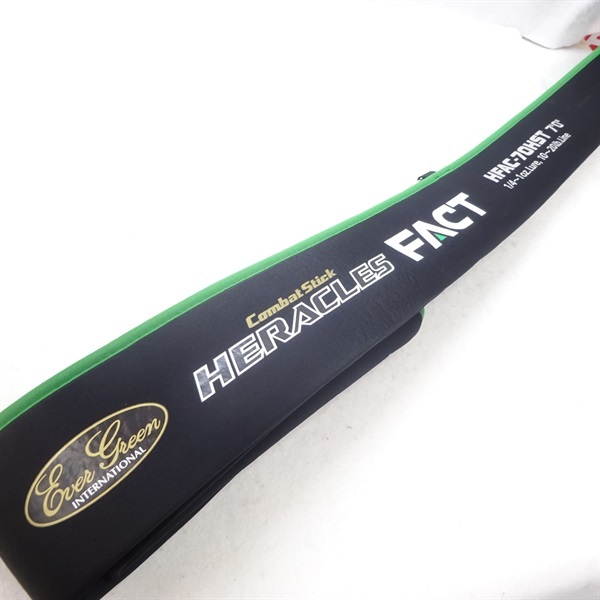 Ever Green
INTERNATIONAL
Combat Stick
HERACLES FACT
HFAC-70HST 7'0"
1/4~1oz.Lure, 10~20lb.Line